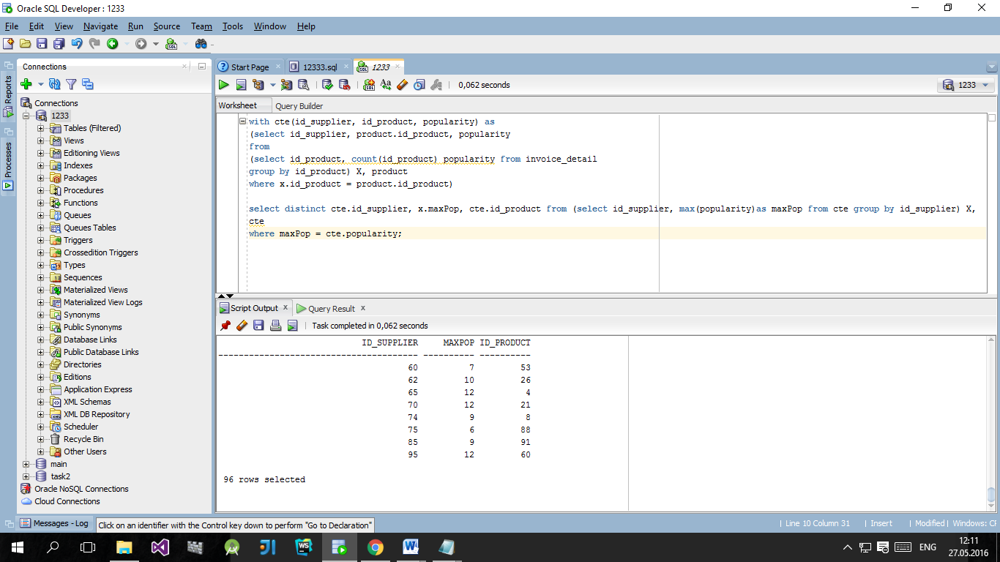 Oracle SQL Developer : 1233
File Edit View Navigate Run Source Team Tools Window Help
Connections
Start Page
12333.sql
1233
Reports
Processes
0,062 seconds
1233
Connections
1233
Tables (Filtered)
Views
Editioning Views
Indexes
Packages
Procedures
Functions
Queues
Queues Tables
Triggers
Crossedition Triggers
Types
Sequences
Materialized Views
Materialized View Logs
Synonyms
Public Synonyms
Database Links
Public Database Links
Directories
Editions
Application Express
XML Schemas
XML DB Repository
Scheduler
Recycle Bin
Other Users
main
task2
Oracle NoSQL Connections
Cloud Connections
Worksheet Query Builder
with cte(id_supplier, id_product, popularity) as
(select id_supplier, product.id_product, popularity
from
(select id_product, count(id_product) popularity from invoice_detail
group by id_product) X, product
where x.id_product = product.id_product)
select distinct cte.id_supplier, x.maxPop, cte.id_product from (select id_supplier, max(popularity)as maxPop from cte group by id_supplier) X,
cte
where maxPop = cte.popularity;
Script Output x Query Result x
Task completed in 0,062 seconds
ID_SUPPLIER MAXPOP ID_PRODUCT
--------------------------------------- ---------- ----------
60 7 53
62 10 26
65 12 4
70 12 21
74 9 8
75 6 88
85 9 91
95 12 60
96 rows selected
Messages - Log
Click on an identifier with the Control key down to perform "Go to Declaration"
Line 10 Column 31 Insert Modified Windows: CF
WS
ENG
12:11
27.05.2016